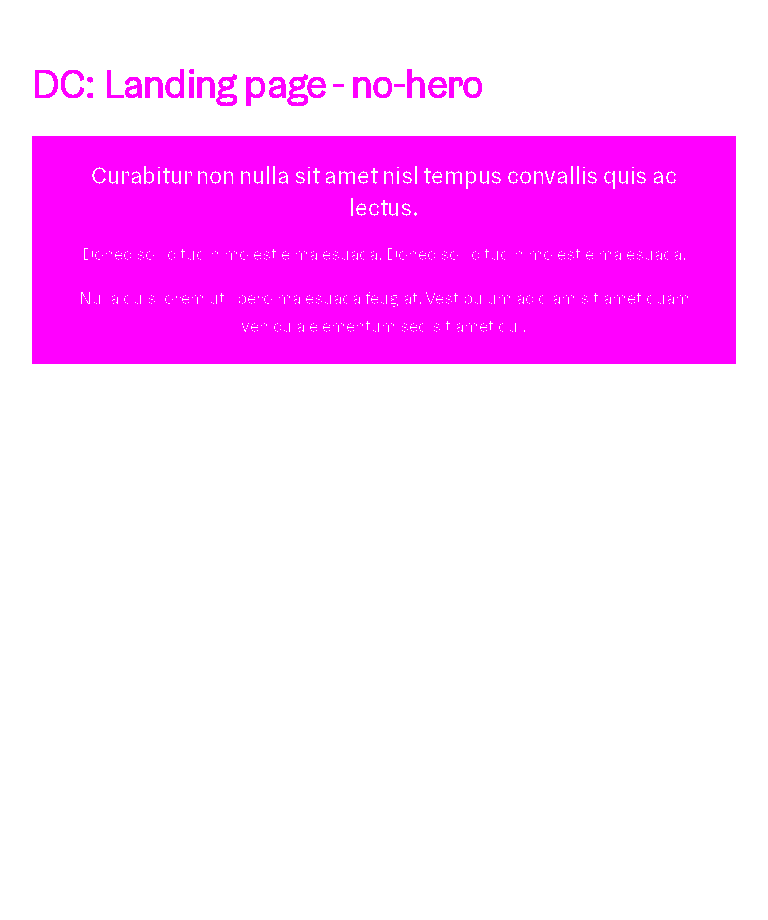 DC: Landing page - no-hero
Curabitur non nulla sit amet nisl tempus convallis quis ac
lectus.
Donec sollicitudin molestie malesuada. Donec sollicitudin molestie malesuada.
Nulla quis lorem ut libero malesuada feugiat. Vestibulum ac diam sit amet quam
vehicula elementum sed sit amet dui.